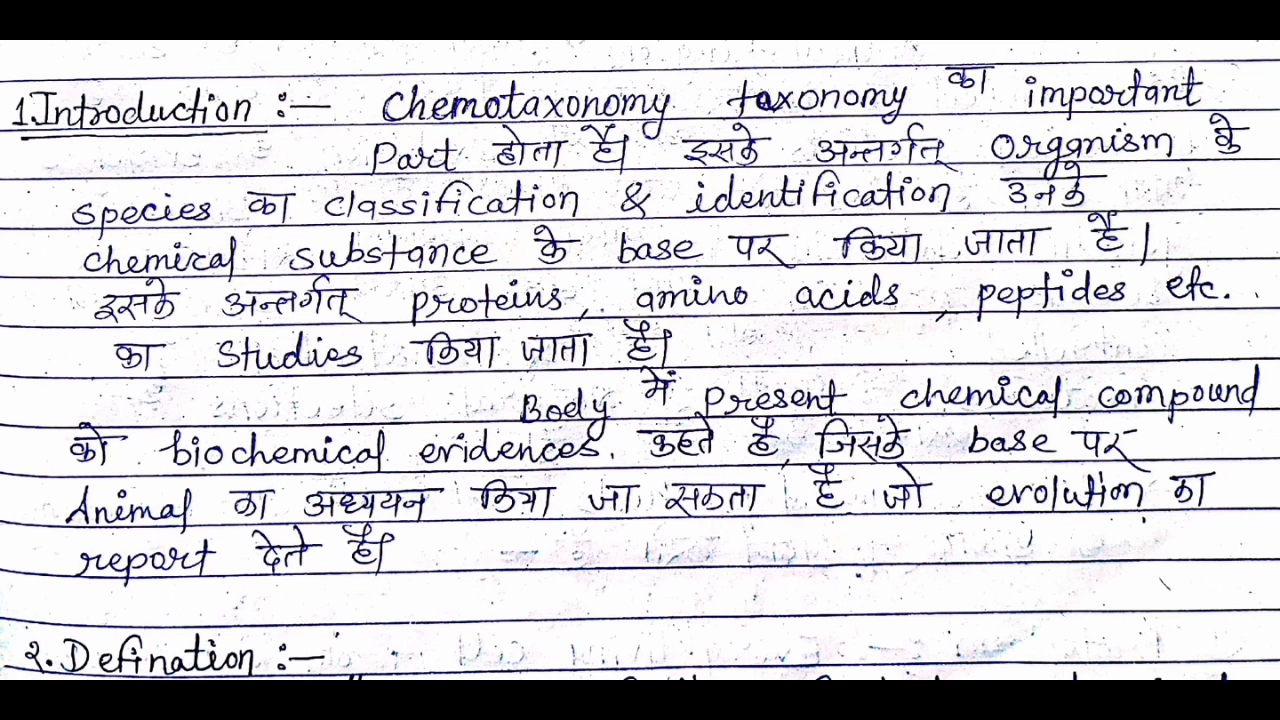 1.Introduction :— Chemotaxonomy taxonomy का important
Part होता है। इसके अन्तर्गत् Organism के
species का classification & identification उनके
chemical substance के base पर किया जाता है।
इसके अन्तर्गत् proteins, amino acids, peptides etc.
का studies किया जाता है।
Body में present chemical compound
को biochemical evidences. कहते है, जिसके base पर
Animal का अध्ययन किया जा सकता है जो evolution का
report देते है।
2. Defination :—